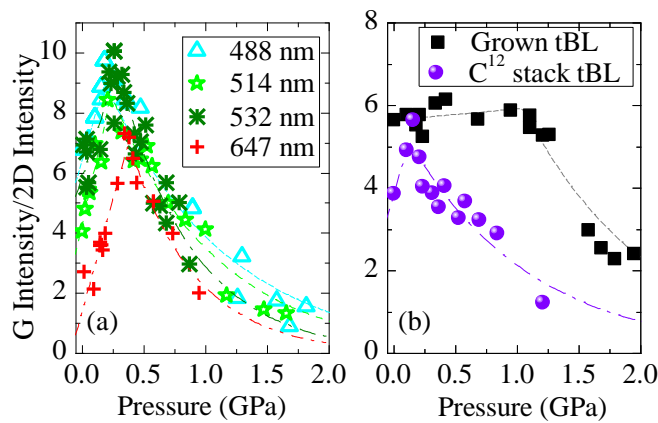 G Intensity/2D Intensity
10
8
6
4
2
0
488 nm
514 nm
532 nm
647 nm
(a)
0.0 0.5 1.0 1.5 2.0
Pressure (GPa)
8
6
4
2
0
Grown tBL
C¹² stack tBL
(b)
0.0 0.5 1.0 1.5 2.0
Pressure (GPa)